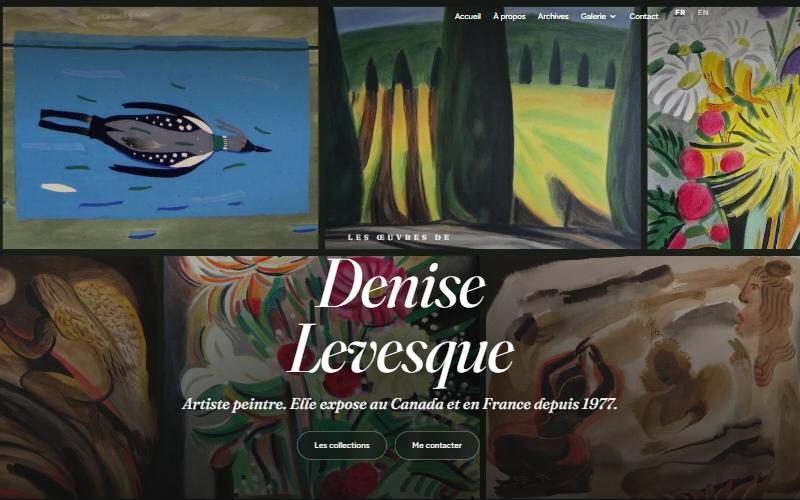 Accueil À propos Archives Galerie Contact FR EN
LES ŒUVRES DE
Denise
Levesque
Artiste peintre. Elle expose au Canada et en France depuis 1977.
Les collections Me contacter